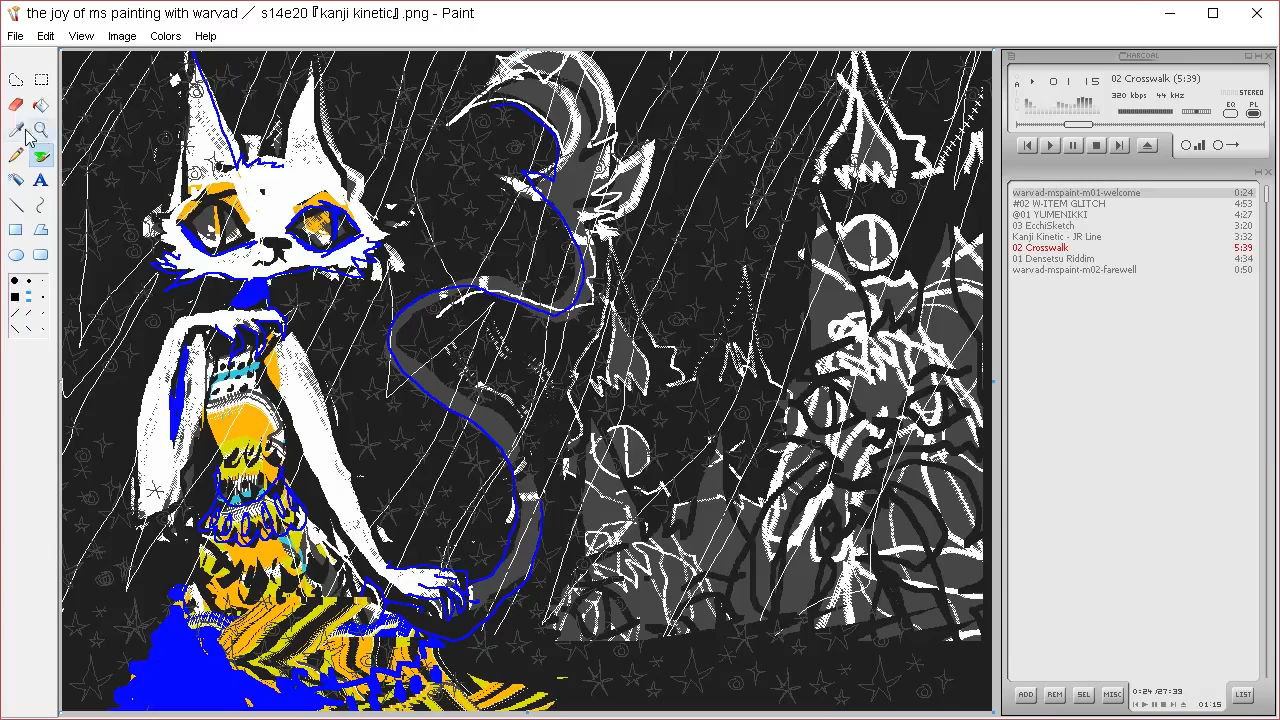 the joy of ms painting with warvad ／ s14e20『kanji kinetic』.png - Paint
File Edit View Image Colors Help
CHARCOAL
01 15
02 Crosswalk (5:39)
320 kbps 44 kHz
MONO STEREO
EQ PL
warvad-mspaint-m01-welcome 0:24
#02 W-ITEM GLITCH 4:53
@01 YUMENIKKI 4:27
03 EcchiSketch 3:20
Kanji Kinetic - JR Line 3:32
02 Crosswalk 5:39
01 Densetsu Riddim 4:34
warvad-mspaint-m02-farewell 0:50
ADD REM SEL MISC
0:24 /27:39
01:15
LIST
A